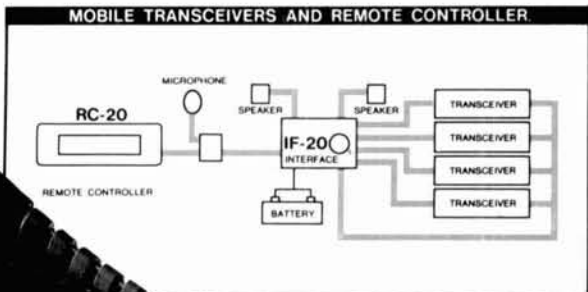 MOBILE TRANSCEIVERS AND REMOTE CONTROLLER.
MICROPHONE
RC-20
SPEAKER
SPEAKER
TRANSCEIVER
TRANSCEIVER
TRANSCEIVER
TRANSCEIVER
IF-20
INTERFACE
REMOTE CONTROLLER
BATTERY